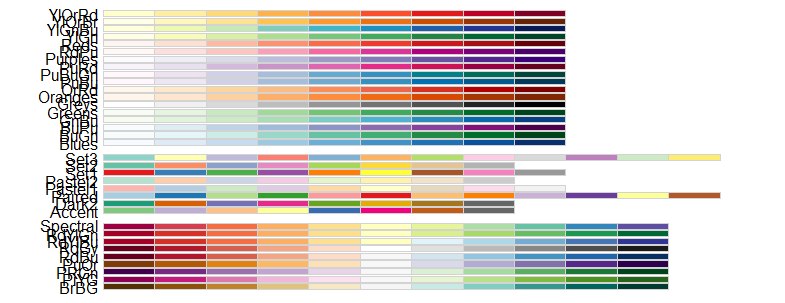 YlOrRd
YlOrBr
YlGnBu
YlGn
Reds
RdPu
Purples
PuRd
PuBuGn
PuBu
OrRd
Oranges
Greys
Greens
GnBu
BuPu
BuGn
Blues
Set3
Set2
Set1
Pastel2
Pastel1
Paired
Dark2
Accent
Spectral
RdYlGn
RdYlBu
RdGy
RdBu
PuOr
PRGn
PiYG
BrBG